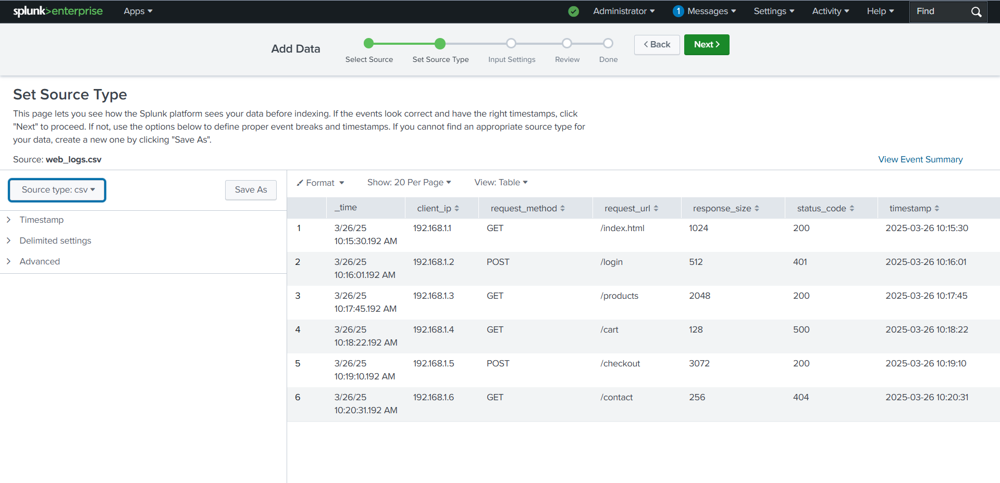 splunk>enterprise Apps Administrator 1 Messages Settings Activity Help Find
Add Data
Select Source Set Source Type Input Settings Review Done
Back Next
Set Source Type
This page lets you see how the Splunk platform sees your data before indexing. If the events look correct and have the right timestamps, click
"Next" to proceed. If not, use the options below to define proper event breaks and timestamps. If you cannot find an appropriate source type for
your data, create a new one by clicking "Save As".
Source: web_logs.csv
View Event Summary
Source type: csv
Save As
Timestamp
Delimited settings
Advanced
Format Show: 20 Per Page View: Table
_time client_ip request_method request_url response_size status_code timestamp
1 3/26/25 192.168.1.1 GET /index.html 1024 200 2025-03-26 10:15:30
10:15:30.192 AM
2 3/26/25 192.168.1.2 POST /login 512 401 2025-03-26 10:16:01
10:16:01.192 AM
3 3/26/25 192.168.1.3 GET /products 2048 200 2025-03-26 10:17:45
10:17:45.192 AM
4 3/26/25 192.168.1.4 GET /cart 128 500 2025-03-26 10:18:22
10:18:22.192 AM
5 3/26/25 192.168.1.5 POST /checkout 3072 200 2025-03-26 10:19:10
10:19:10.192 AM
6 3/26/25 192.168.1.6 GET /contact 256 404 2025-03-26 10:20:31
10:20:31.192 AM